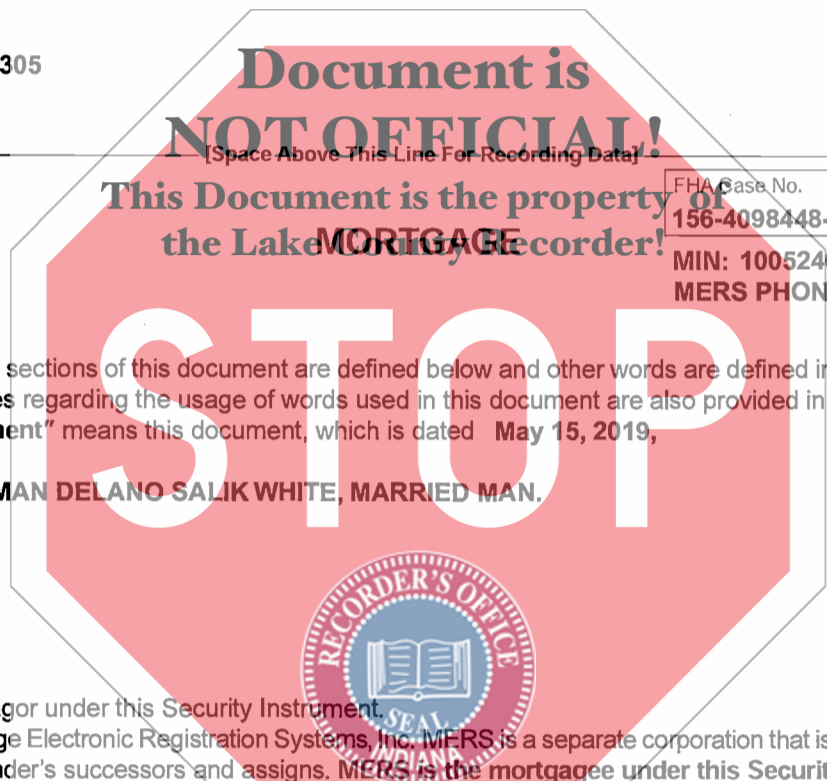 305
Document is
NOT OFFICIAL!
[Space Above This Line For Recording Data]
This Document is the property of
FHA Case No.
156-4098448-
the Lake County Recorder!
MORTGAGE
MIN: 100524
MERS PHON
STOP
sections of this document are defined below and other words are defined in
es regarding the usage of words used in this document are also provided in
ent” means this document, which is dated May 15, 2019,
MAN DELANO SALIK WHITE, MARRIED MAN.
RECORDER'S OFFICE
SEAL
INDIANA
gor under this Security Instrument.
ge Electronic Registration Systems, Inc. MERS is a separate corporation that is
der's successors and assigns. MERS is the mortgagee under this Securit